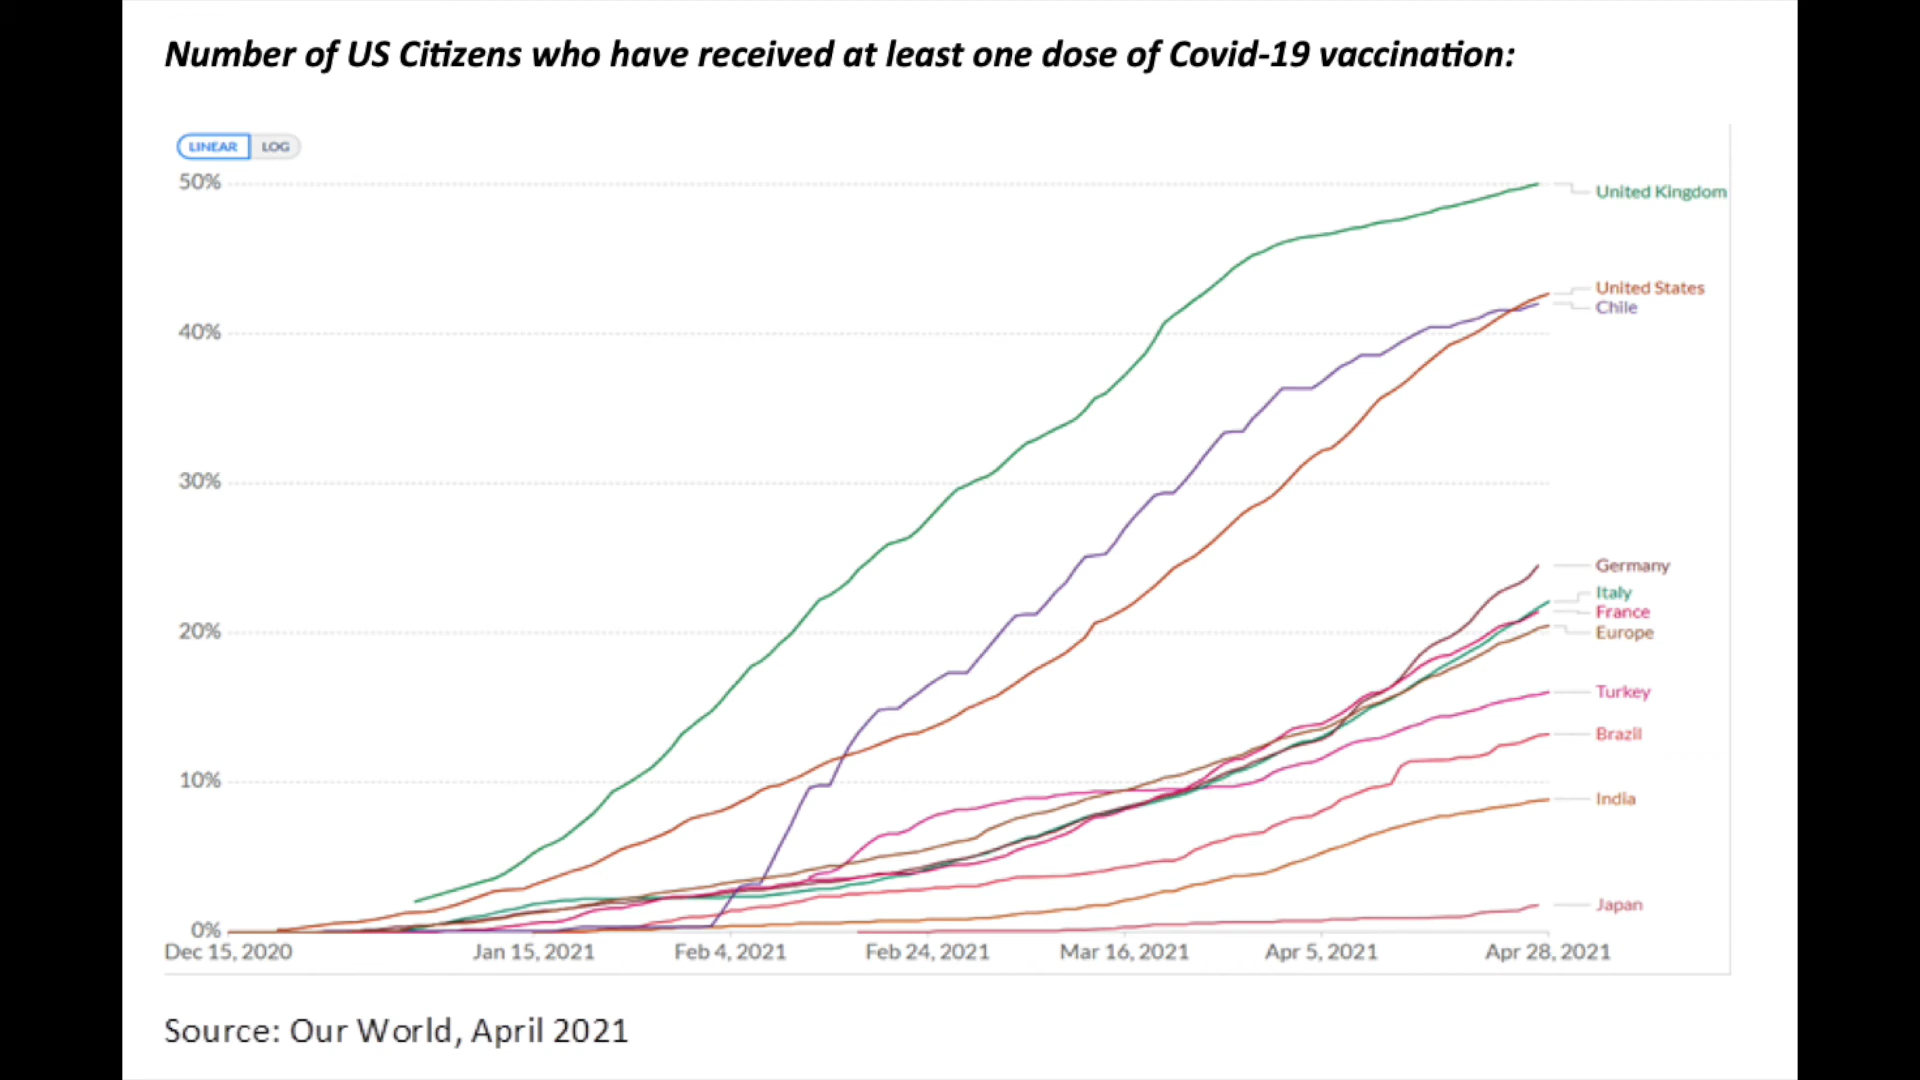 Number of US Citizens who have received at least one dose of Covid-19 vaccination:
LINEAR LOG
50%
United Kingdom
United States
Chile
40%
30%
Germany
Italy
France
20%
Europe
Turkey
Brazil
10%
India
Japan
0%
Dec 15, 2020 Jan 15, 2021 Feb 4, 2021 Feb 24, 2021 Mar 16, 2021 Apr 5, 2021 Apr 28, 2021
Source: Our World, April 2021